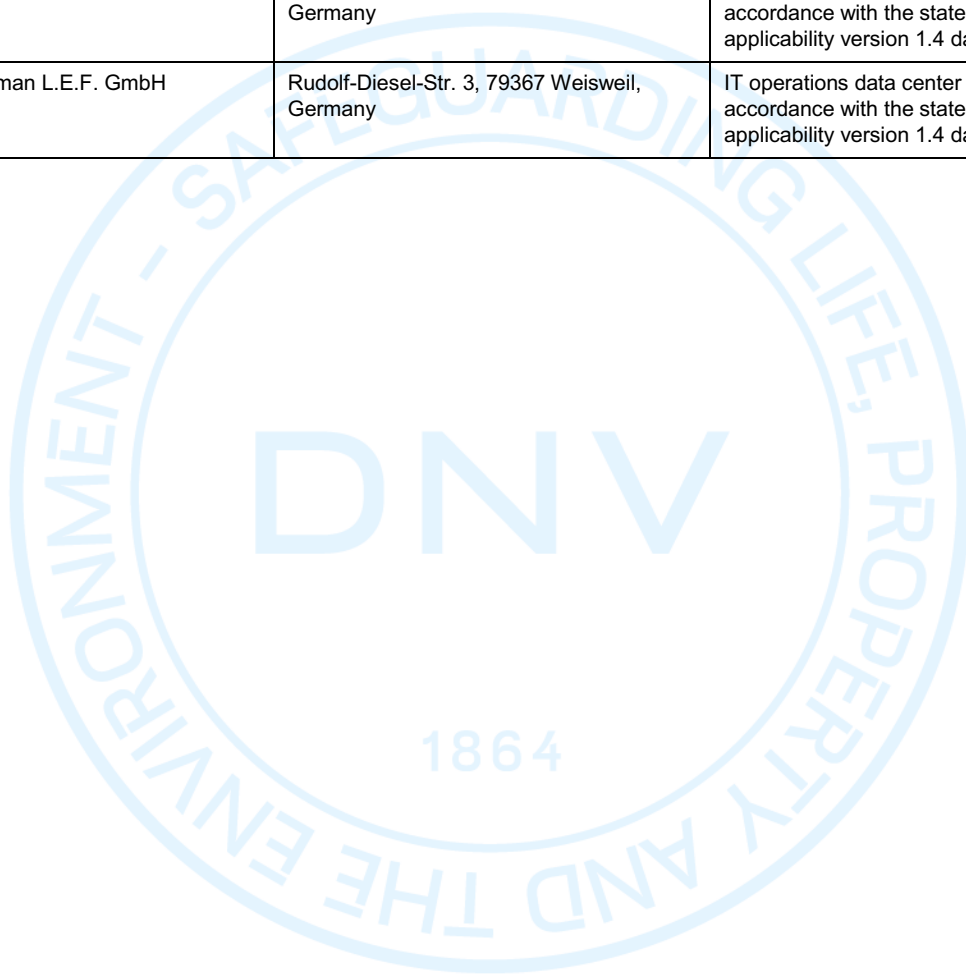 Germany
accordance with the state
applicability version 1.4 da
man L.E.F. GmbH
Rudolf-Diesel-Str. 3, 79367 Weisweil,
Germany
IT operations data center
accordance with the state
applicability version 1.4 da
SAFEGUARDING LIFE, PROPERTY AND THE ENVIRONMENT -
DNV
1864